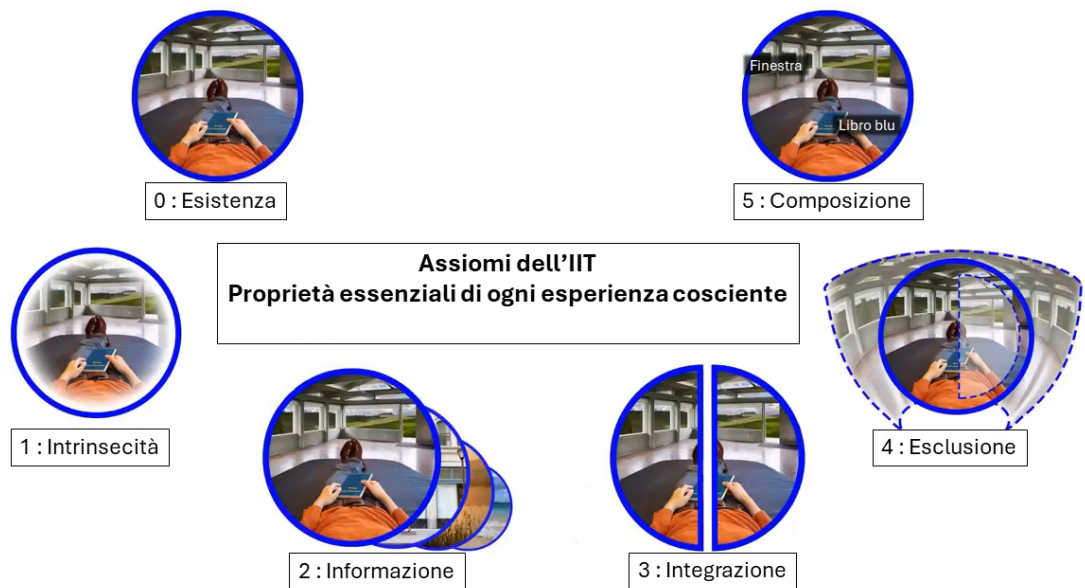 Finestra
Libro blu
0 : Esistenza
5 : Composizione
Assiomi dell’IIT
Proprietà essenziali di ogni esperienza cosciente
1 : Intrinsecità
4 : Esclusione
2 : Informazione
3 : Integrazione